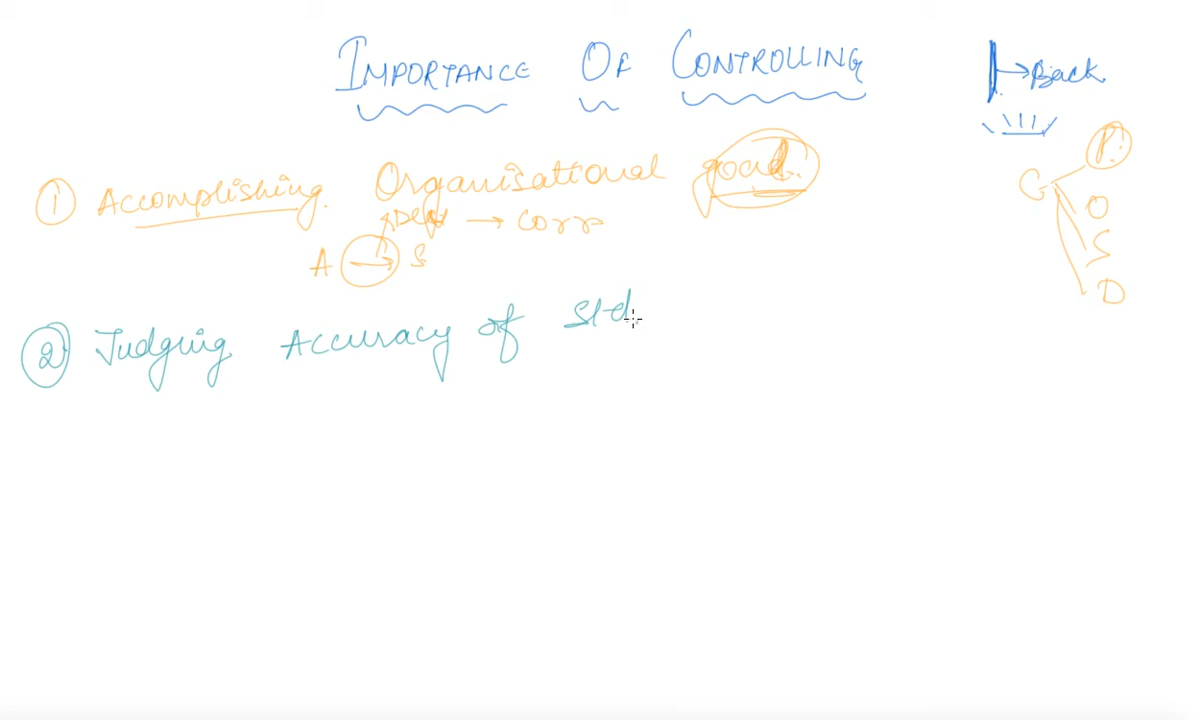 IMPORTANCE OF CONTROLLING
→ Back
① Accomplishing Organisational goal.
Dev → corr
A → S
C P O S D
② Judging Accuracy of std